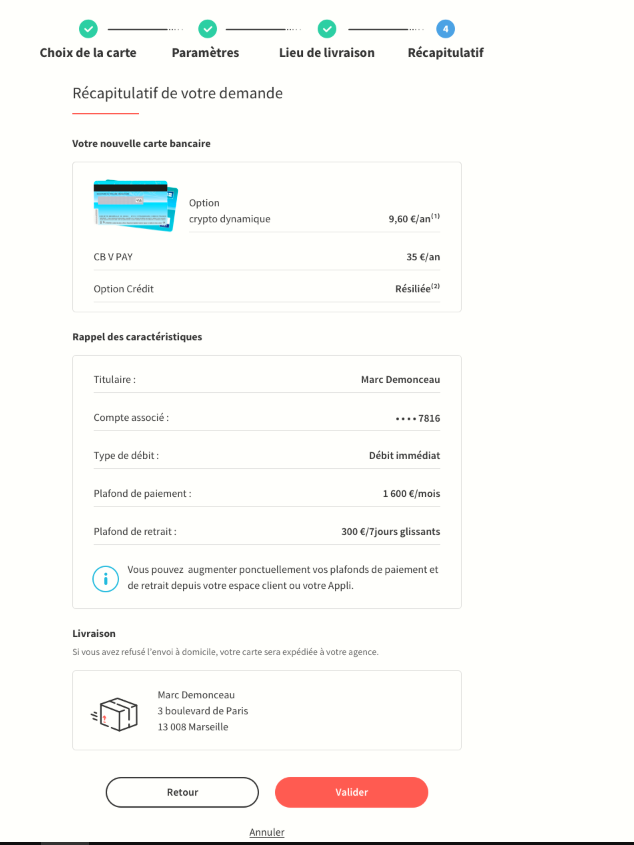 4
Choix de la carte Paramètres Lieu de livraison Récapitulatif
Récapitulatif de votre demande
Votre nouvelle carte bancaire
Option
crypto dynamique 9,60 €/an⁽¹⁾
CB V PAY 35 €/an
Option Crédit Résiliée⁽²⁾
Rappel des caractéristiques
Titulaire : Marc Demonceau
Compte associé : •••• 7816
Type de débit : Débit immédiat
Plafond de paiement : 1 600 €/mois
Plafond de retrait : 300 €/7jours glissants
Vous pouvez augmenter ponctuellement vos plafonds de paiement et
de retrait depuis votre espace client ou votre Appli.
Livraison
Si vous avez refusé l'envoi à domicile, votre carte sera expédiée à votre agence.
Marc Demonceau
3 boulevard de Paris
13 008 Marseille
Retour Valider
Annuler